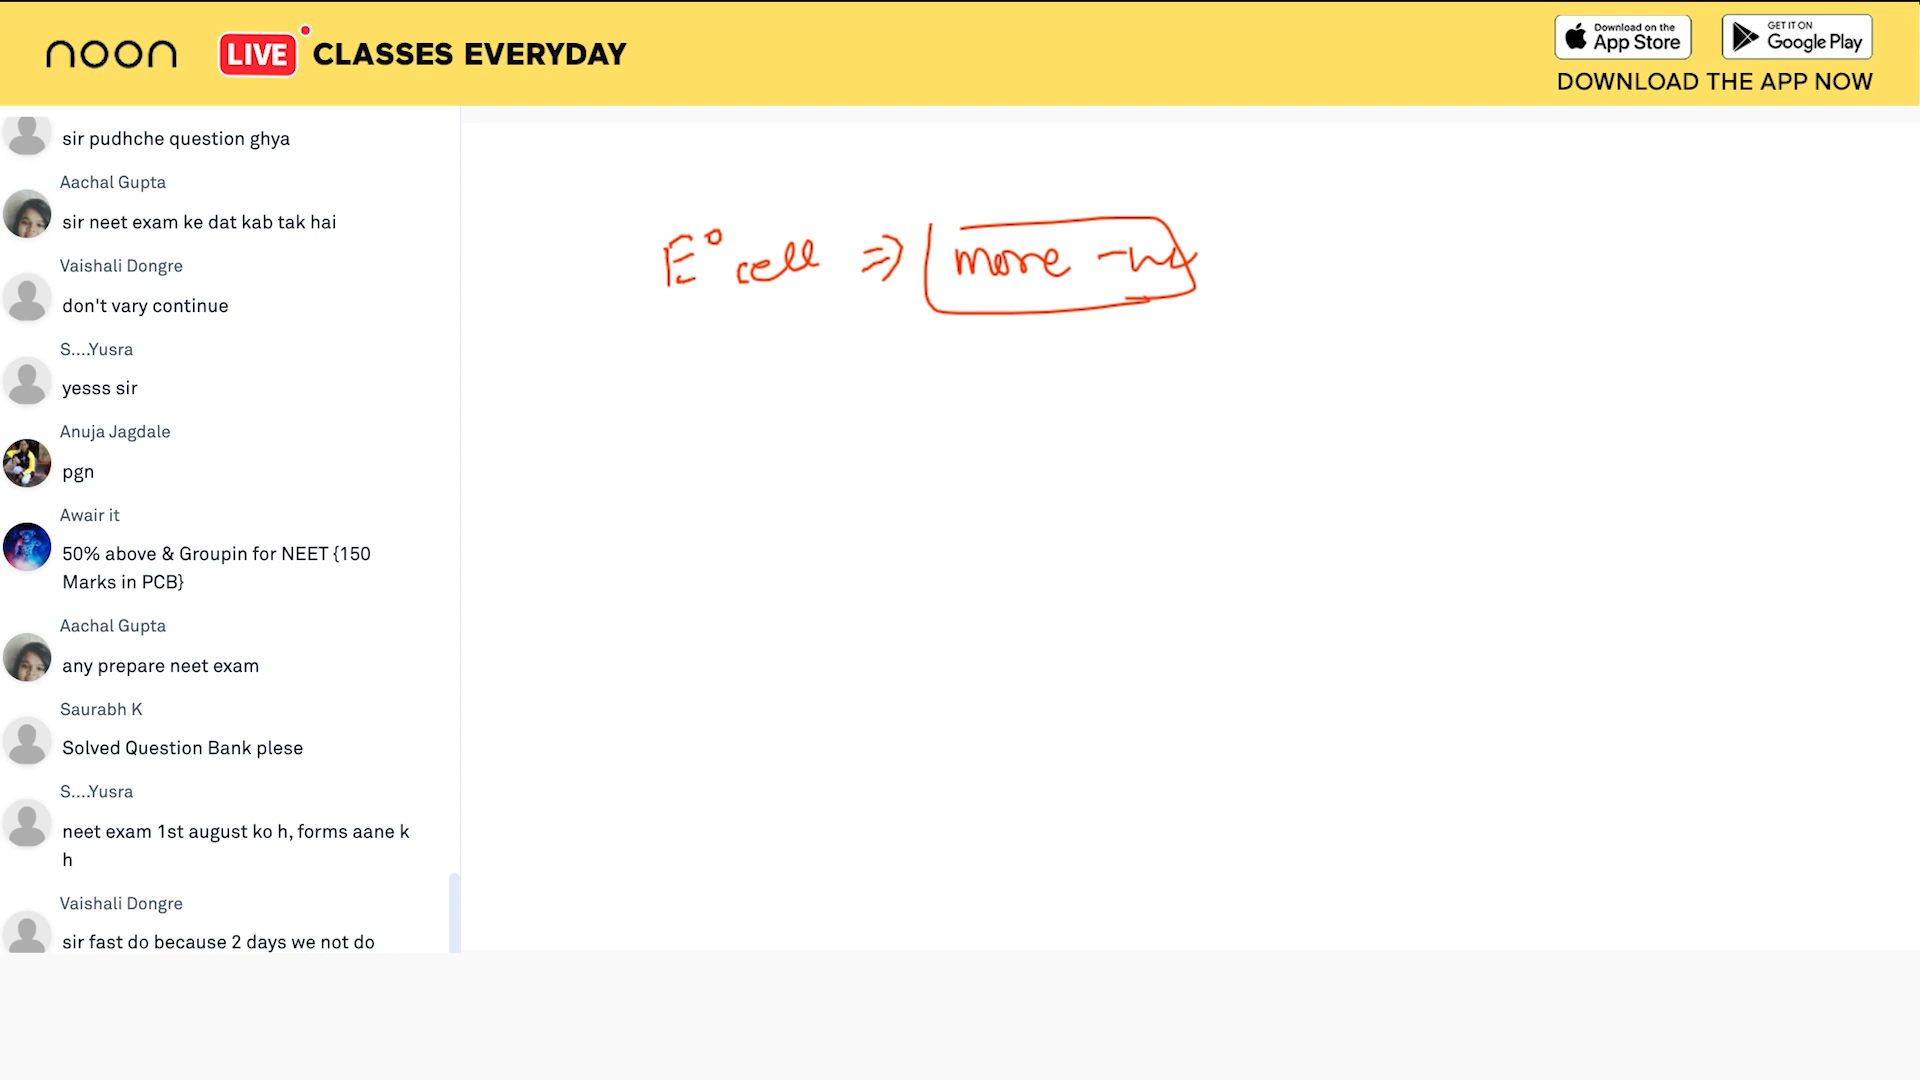 noon LIVE CLASSES EVERYDAY
Download on the App Store
GET IT ON Google Play
DOWNLOAD THE APP NOW
sir pudhche question ghya
Aachal Gupta
sir neet exam ke dat kab tak hai
Vaishali Dongre
don't vary continue
S....Yusra
yesss sir
Anuja Jagdale
pgn
Awair it
50% above & Groupin for NEET {150
Marks in PCB}
Aachal Gupta
any prepare neet exam
Saurabh K
Solved Question Bank plese
S....Yusra
neet exam 1st august ko h, forms aane k
h
Vaishali Dongre
sir fast do because 2 days we not do
E° cell ⇒ more